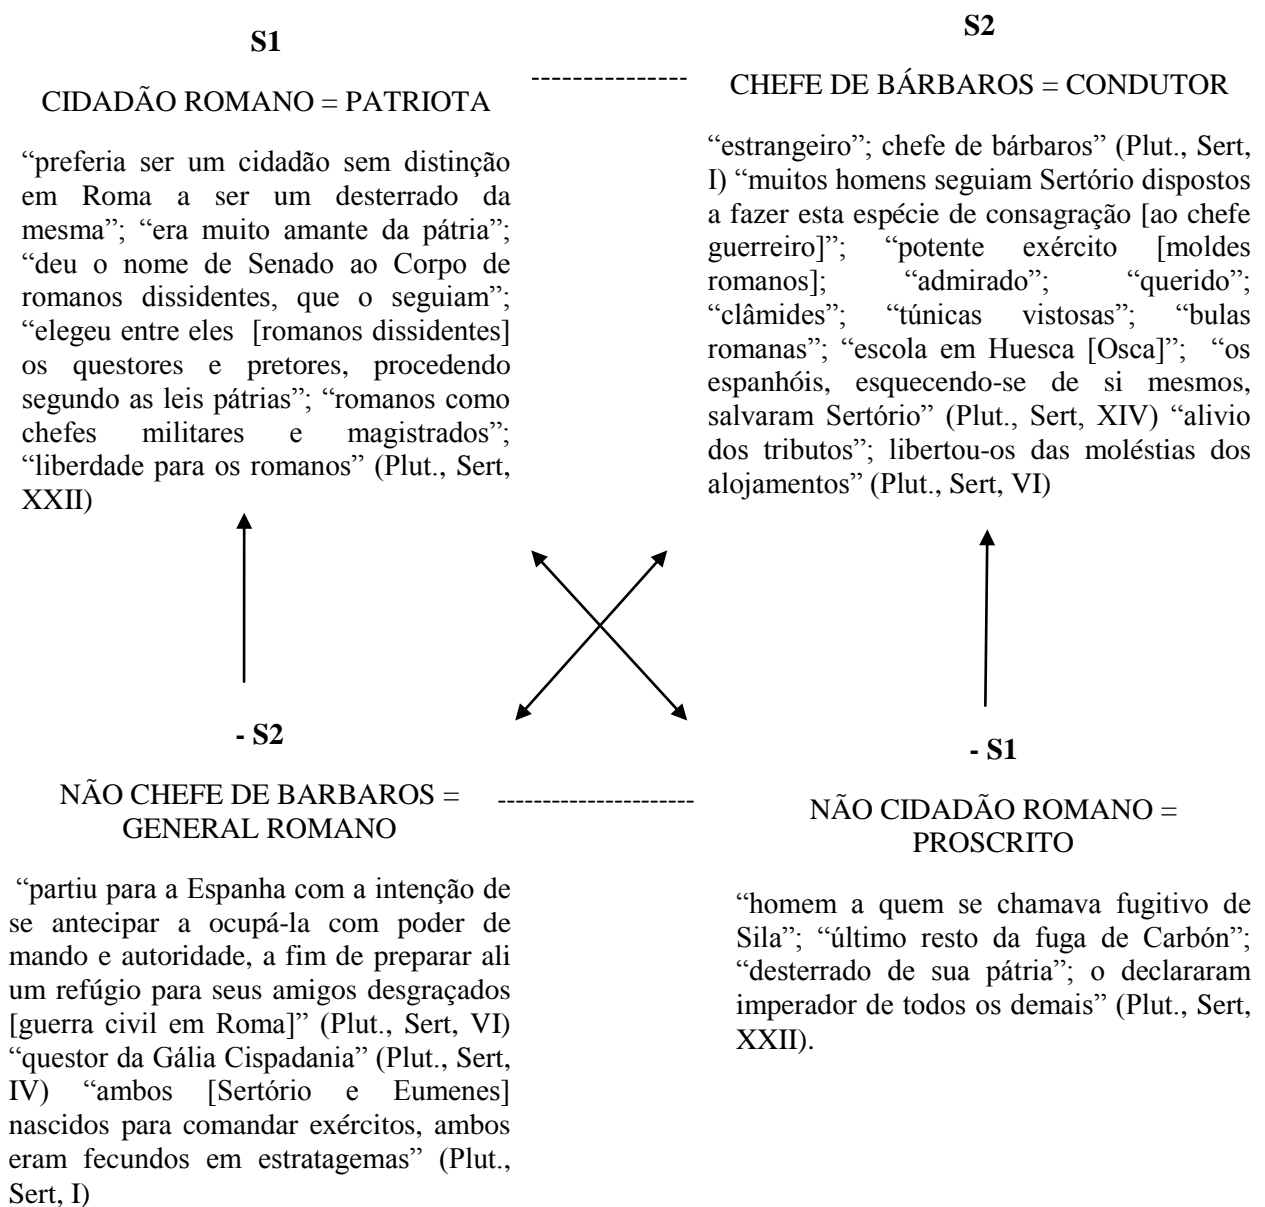 S1
CIDADÃO ROMANO = PATRIOTA
“preferia ser um cidadão sem distinção
em Roma a ser um desterrado da
mesma”; “era muito amante da pátria”;
“deu o nome de Senado ao Corpo de
romanos dissidentes, que o seguiam”;
“elegeu entre eles [romanos dissidentes]
os questores e pretores, procedendo
segundo as leis pátrias”; “romanos como
chefes militares e magistrados”;
“liberdade para os romanos” (Plut., Sert,
XXII)
---------------
S2
CHEFE DE BÁRBAROS = CONDUTOR
“estrangeiro”; chefe de bárbaros” (Plut., Sert,
I) “muitos homens seguiam Sertório dispostos
a fazer esta espécie de consagração [ao chefe
guerreiro]”; “potente exército [moldes
romanos]; “admirado”; “querido”;
“clâmides”; “túnicas vistosas”; “bulas
romanas”; “escola em Huesca [Osca]”; “os
espanhóis, esquecendo-se de si mesmos,
salvaram Sertório” (Plut., Sert, XIV) “alivio
dos tributos”; libertou-os das moléstias dos
alojamentos” (Plut., Sert, VI)
- S2
NÃO CHEFE DE BARBAROS =
GENERAL ROMANO
“partiu para a Espanha com a intenção de
se antecipar a ocupá-la com poder de
mando e autoridade, a fim de preparar ali
um refúgio para seus amigos desgraçados
[guerra civil em Roma]” (Plut., Sert, VI)
“questor da Gália Cispadania” (Plut., Sert,
IV) “ambos [Sertório e Eumenes]
nascidos para comandar exércitos, ambos
eram fecundos em estratagemas” (Plut.,
Sert, I)
----------------------
- S1
NÃO CIDADÃO ROMANO =
PROSCRITO
“homem a quem se chamava fugitivo de
Sila”; “último resto da fuga de Carbón”;
“desterrado de sua pátria”; o declararam
imperador de todos os demais” (Plut., Sert,
XXII).